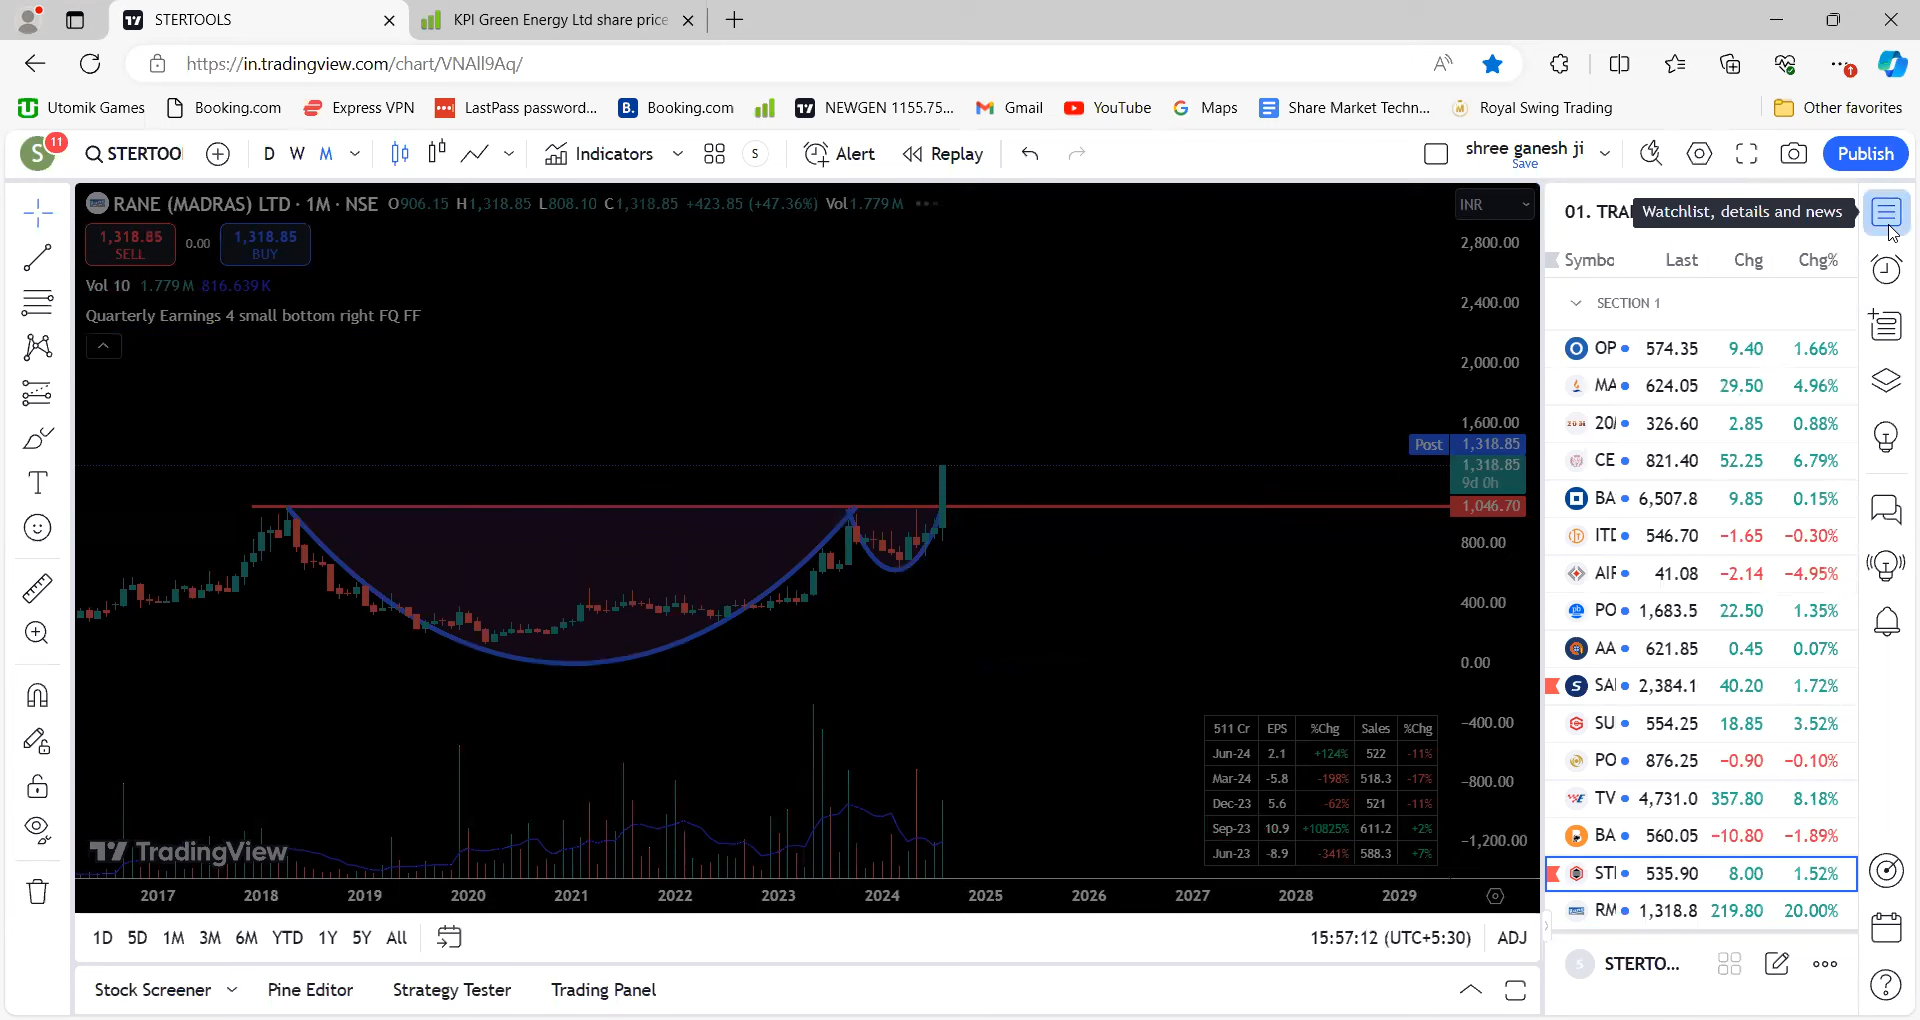 STERTOOLS
KPI Green Energy Ltd share price
https://in.tradingview.com/chart/VNAll9Aq/
Utomik Games
Booking.com
Express VPN
LastPass password...
Booking.com
NEWGEN 1155.75...
Gmail
YouTube
Maps
Share Market Techn...
Royal Swing Trading
Other favorites
S 11
STERTOO
D W M
Indicators
S
Alert
Replay
shree ganesh ji
Save
Publish
RANE (MADRAS) LTD · 1M · NSE O906.15 H1,318.85 L808.10 C1,318.85 +423.85 (+47.36%) Vol1.779M
INR
1,318.85
SELL
0.00
1,318.85
BUY
Vol 10 1.779M 816.639K
Quarterly Earnings 4 small bottom right FQ FF
2,800.00
2,400.00
2,000.00
1,600.00
Post 1,318.85
1,318.85
9d 0h
1,046.70
800.00
400.00
0.00
−400.00
−800.00
−1,200.00
511 Cr EPS %Chg Sales %Chg
Jun-24 2.1 +124% 522 -11%
Mar-24 -5.8 -198% 518.3 -17%
Dec-23 5.6 -62% 521 -11%
Sep-23 10.9 +10825% 611.2 +2%
Jun-23 -8.9 -341% 588.3 +7%
TradingView
2017 2018 2019 2020 2021 2022 2023 2024 2025 2026 2027 2028 2029
1D 5D 1M 3M 6M YTD 1Y 5Y All
15:57:12 (UTC+5:30) ADJ
Stock Screener
Pine Editor
Strategy Tester
Trading Panel
01. TRA
Watchlist, details and news
Symbo Last Chg Chg%
SECTION 1
OP 574.35 9.40 1.66%
MA 624.05 29.50 4.96%
20 326.60 2.85 0.88%
CE 821.40 52.25 6.79%
BA 6,507.8 9.85 0.15%
ITD 546.70 −1.65 −0.30%
AIF 41.08 −2.14 −4.95%
PO 1,683.5 22.50 1.35%
AA 621.85 0.45 0.07%
SA 2,384.1 40.20 1.72%
SU 554.25 18.85 3.52%
PO 876.25 −0.90 −0.10%
TV 4,731.0 357.80 8.18%
BA 560.05 −10.80 −1.89%
STE 535.90 8.00 1.52%
RM 1,318.8 219.80 20.00%
S STERTO...